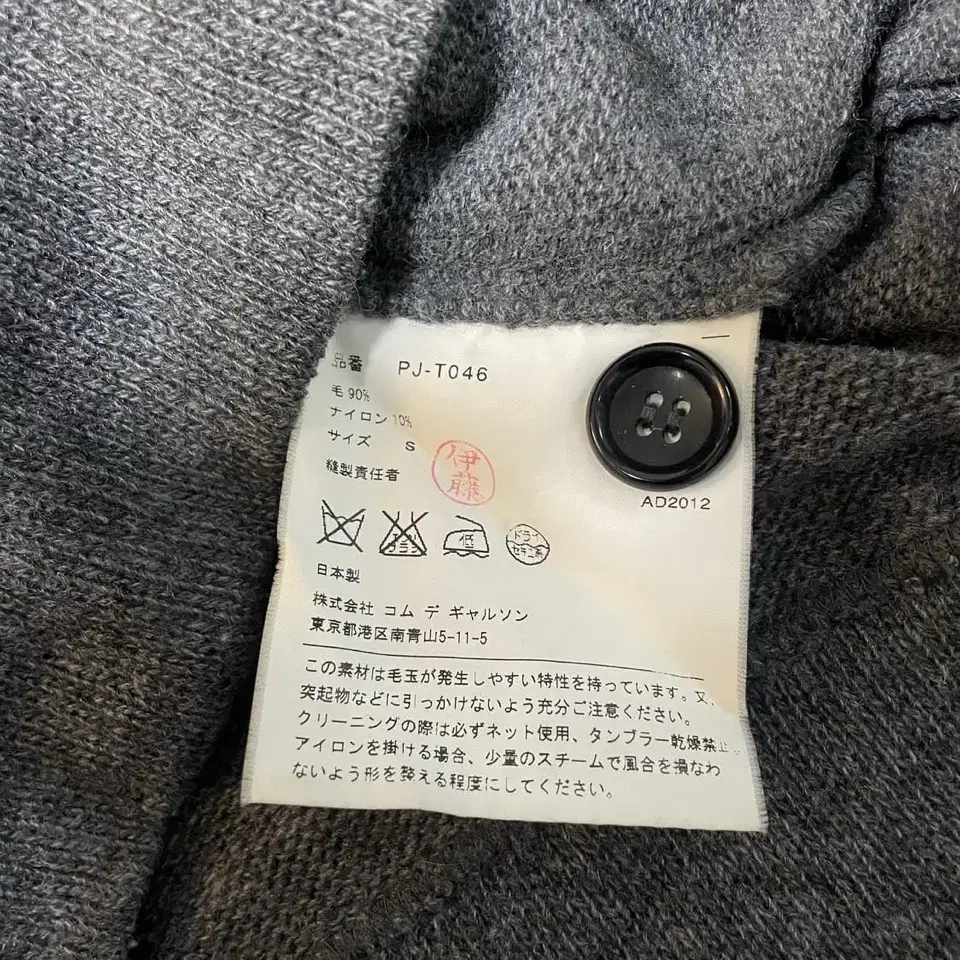 品番 PJ-T046
毛 90%
ナイロン 10%
サイズ S
縫製責任者 伊藤
AD2012
低
ドライ
セキユ系
日本製
株式会社 コム デ ギャルソン
東京都港区南青山5-11-5
この素材は毛玉が発生しやすい特性を持っています。又、
突起物などに引っかけないよう充分ご注意ください。
クリーニングの際は必ずネット使用、タンブラー乾燥禁止。
アイロンを掛ける場合、少量のスチームで風合を損なわ
ないよう形を整える程度にしてください。